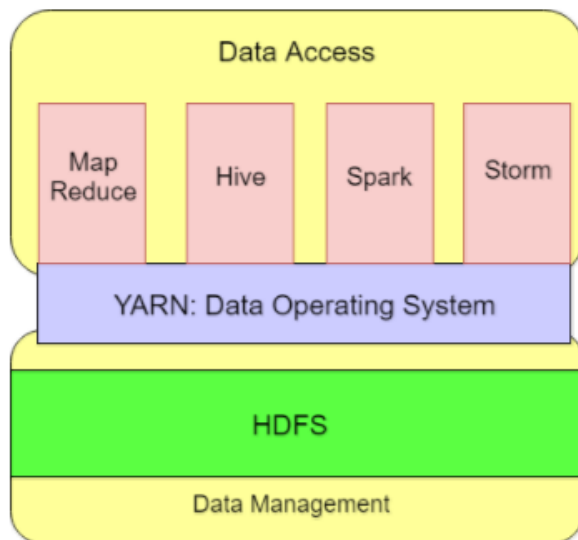 Data Access
Map
Reduce
Hive
Spark
Storm
YARN: Data Operating System
HDFS
Data Management